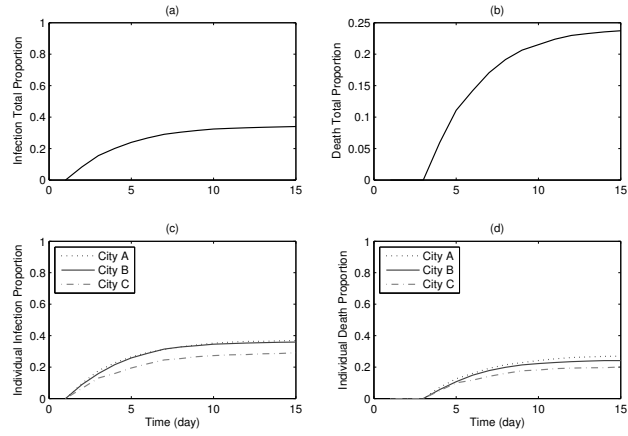 (a)
Infection Total Proportion
1
0.8
0.6
0.4
0.2
0
0 5 10 15
(b)
Death Total Proportion
0.25
0.2
0.15
0.1
0.05
0
0 5 10 15
(c)
Individual Infection Proportion
1
0.8
0.6
0.4
0.2
0
City A
City B
City C
0 5 10 15
Time (day)
(d)
Individual Death Proportion
1
0.8
0.6
0.4
0.2
0
City A
City B
City C
0 5 10 15
Time (day)